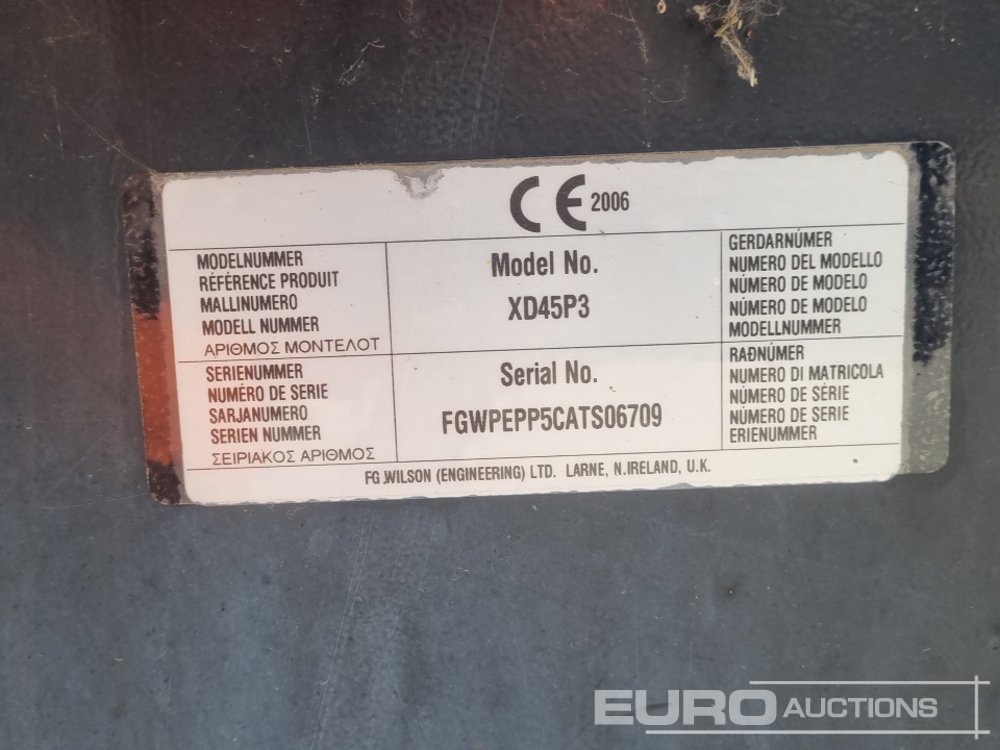 CE 2006
MODELNUMMER
RÉFÉRENCE PRODUIT
MALLINUMERO
MODELL NUMMER
ΑΡΙΘΜΟΣ ΜΟΝΤΕΛΟΤ
Model No.
XD45P3
GERDARNÚMER
NUMERO DEL MODELLO
NÚMERO DE MODELO
NÚMERO DE MODELO
MODELLNUMMER
SERIENUMMER
NUMÉRO DE SERIE
SARJANUMERO
SERIEN NUMMER
ΣΕΙΡΙΑΚΟΣ ΑΡΙΘΜΟΣ
Serial No.
FGWPEPP5CATS06709
RAÐNÚMER
NUMERO DI MATRICOLA
NÚMERO DE SÉRIE
NÚMERO DE SERIE
ERIENUMMER
FG WILSON (ENGINEERING) LTD. LARNE, N.IRELAND, U.K.
EURO AUCTIONS